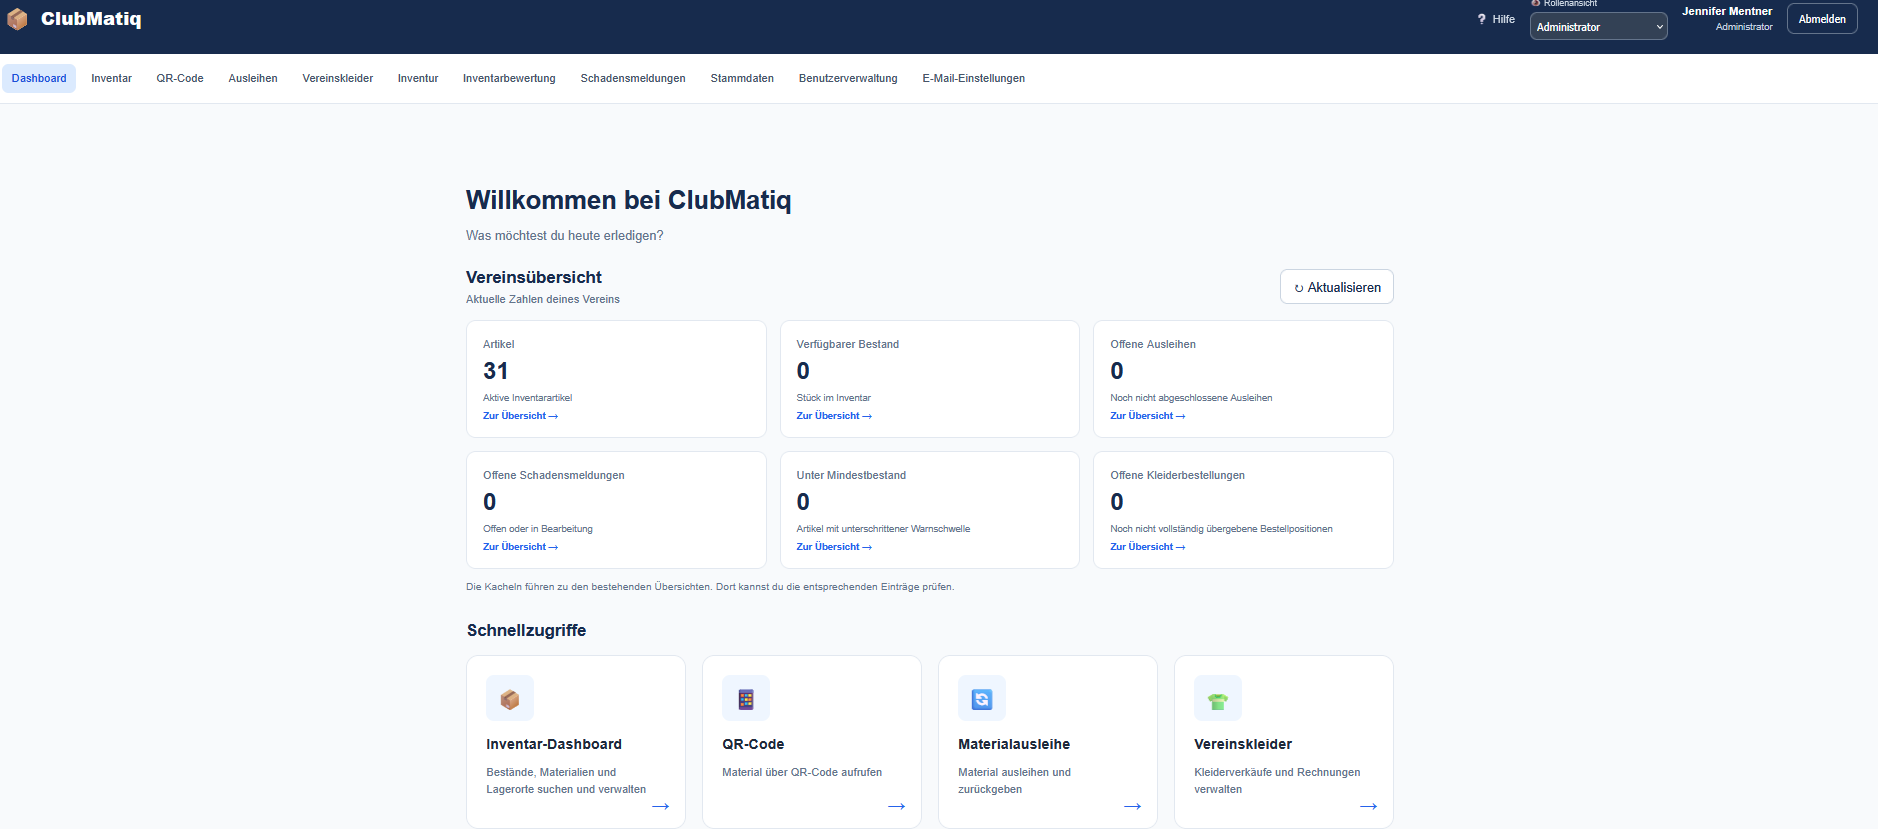 ClubMatiq
? Hilfe
Rollenansicht
Administrator
Jennifer Mentner
Administrator
Abmelden
Dashboard Inventar QR-Code Ausleihen Vereinskleider Inventur Inventarbewertung Schadensmeldungen Stammdaten Benutzerverwaltung E-Mail-Einstellungen
Willkommen bei ClubMatiq
Was möchtest du heute erledigen?
Vereinsübersicht
Aktuelle Zahlen deines Vereins
↻ Aktualisieren
Artikel
31
Aktive Inventarartikel
Zur Übersicht →
Verfügbarer Bestand
0
Stück im Inventar
Zur Übersicht →
Offene Ausleihen
0
Noch nicht abgeschlossene Ausleihen
Zur Übersicht →
Offene Schadensmeldungen
0
Offen oder in Bearbeitung
Zur Übersicht →
Unter Mindestbestand
0
Artikel mit unterschrittener Warnschwelle
Zur Übersicht →
Offene Kleiderbestellungen
0
Noch nicht vollständig übergebene Bestellpositionen
Zur Übersicht →
Die Kacheln führen zu den bestehenden Übersichten. Dort kannst du die entsprechenden Einträge prüfen.
Schnellzugriffe
Inventar-Dashboard
Bestände, Materialien und
Lagerorte suchen und verwalten
→
QR-Code
Material über QR-Code aufrufen
→
Materialausleihe
Material ausleihen und
zurückgeben
→
Vereinskleider
Kleiderverkäufe und Rechnungen
verwalten
→